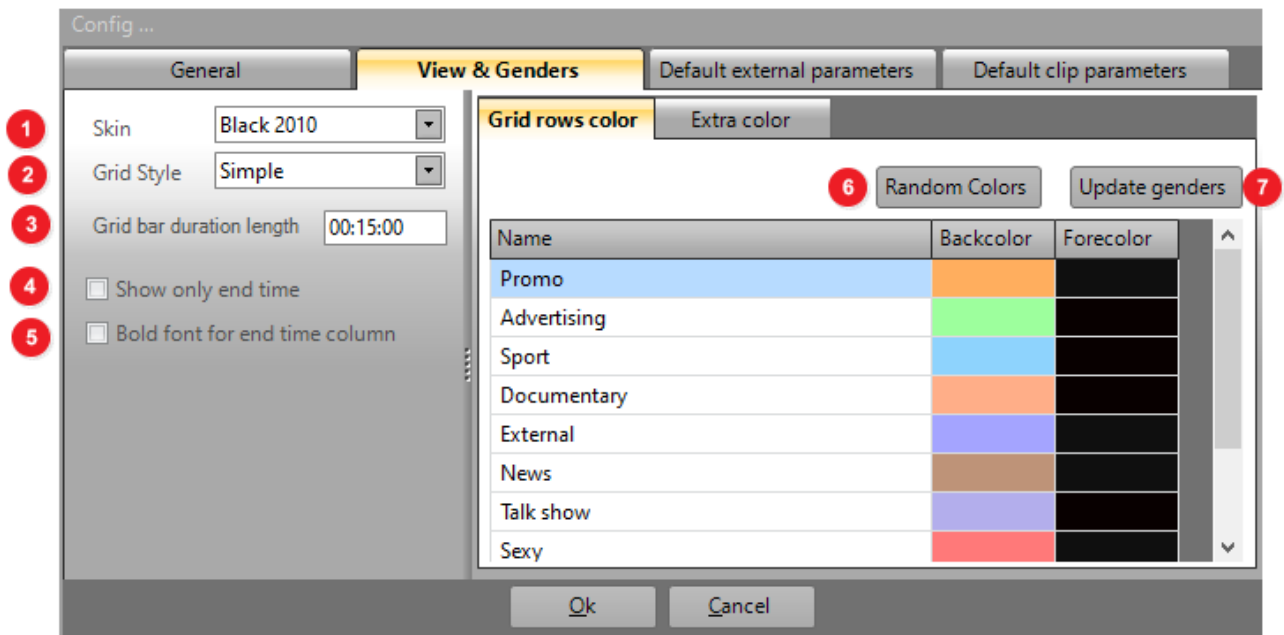 Config ...
General
View & Genders
Default external parameters
Default clip parameters
1
Skin
Black 2010
2
Grid Style
Simple
3
Grid bar duration length
00:15:00
4
Show only end time
5
Bold font for end time column
Grid rows color
Extra color
6
Random Colors
Update genders
7
Name
Backcolor
Forecolor
Promo
Advertising
Sport
Documentary
External
News
Talk show
Sexy
Ok
Cancel